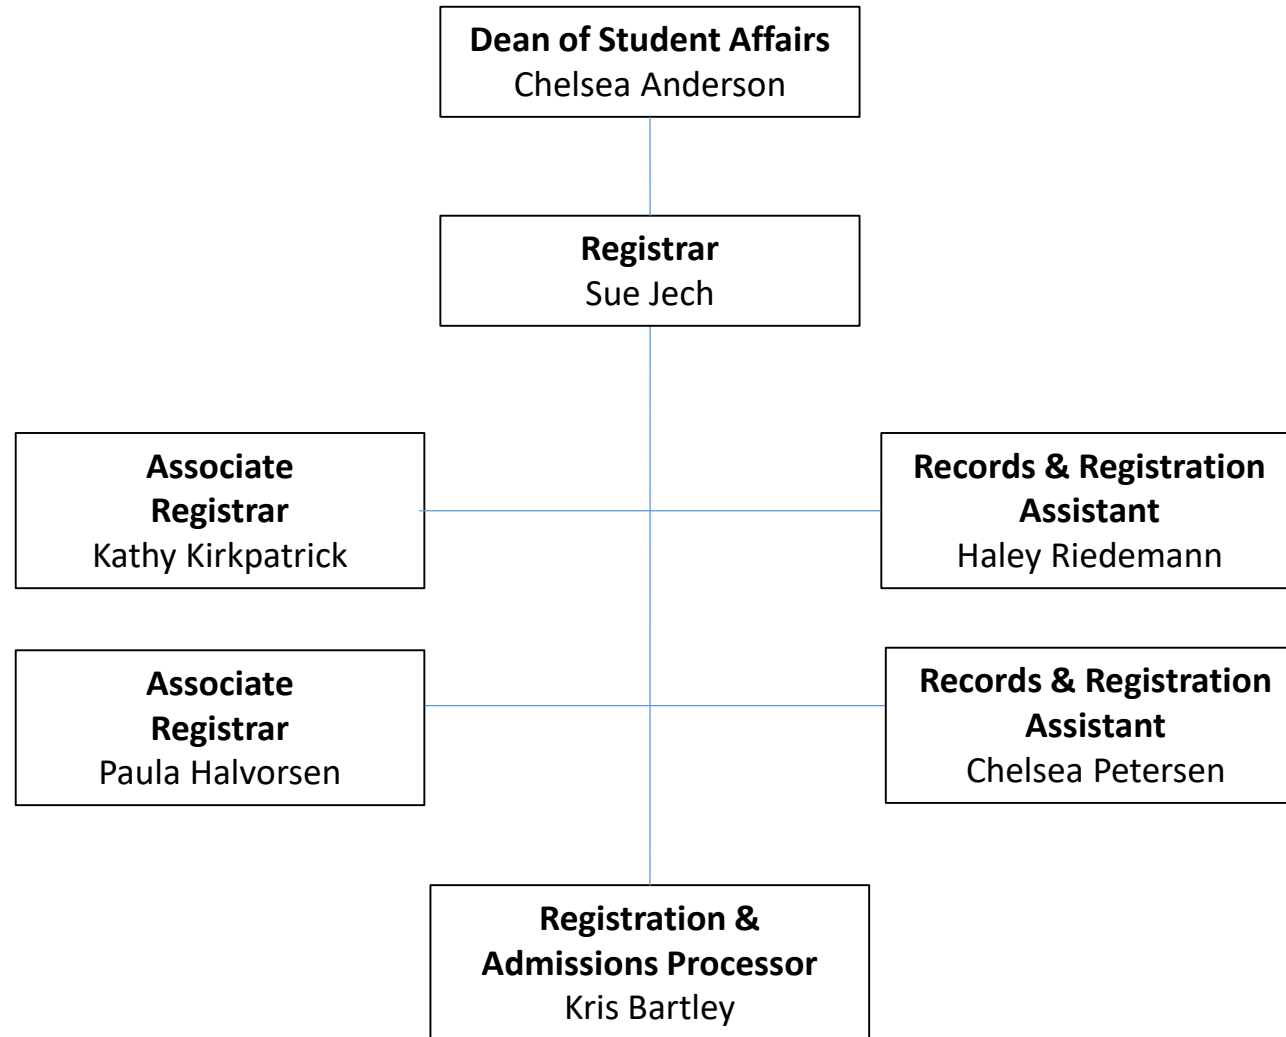 Dean of Student Affairs
Chelsea Anderson
Registrar
Sue Jech
Associate
Registrar
Kathy Kirkpatrick
Records & Registration
Assistant
Haley Riedemann
Associate
Registrar
Paula Halvorsen
Records & Registration
Assistant
Chelsea Petersen
Registration &
Admissions Processor
Kris Bartley